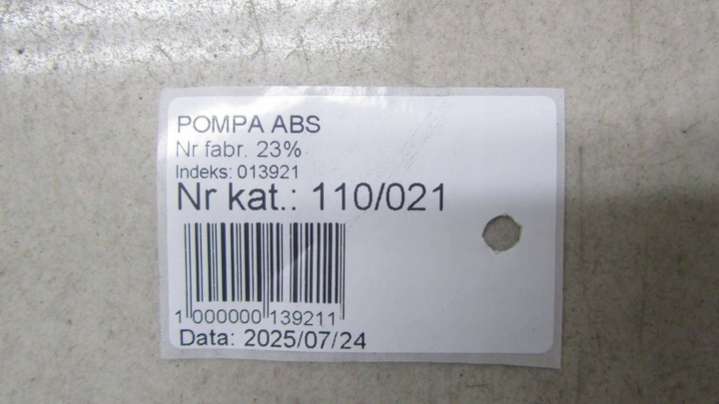 POMPA ABS
Nr fabr. 23%
Indeks: 013921
Nr kat.: 110/021
1 000000 139211
Data: 2025/07/24